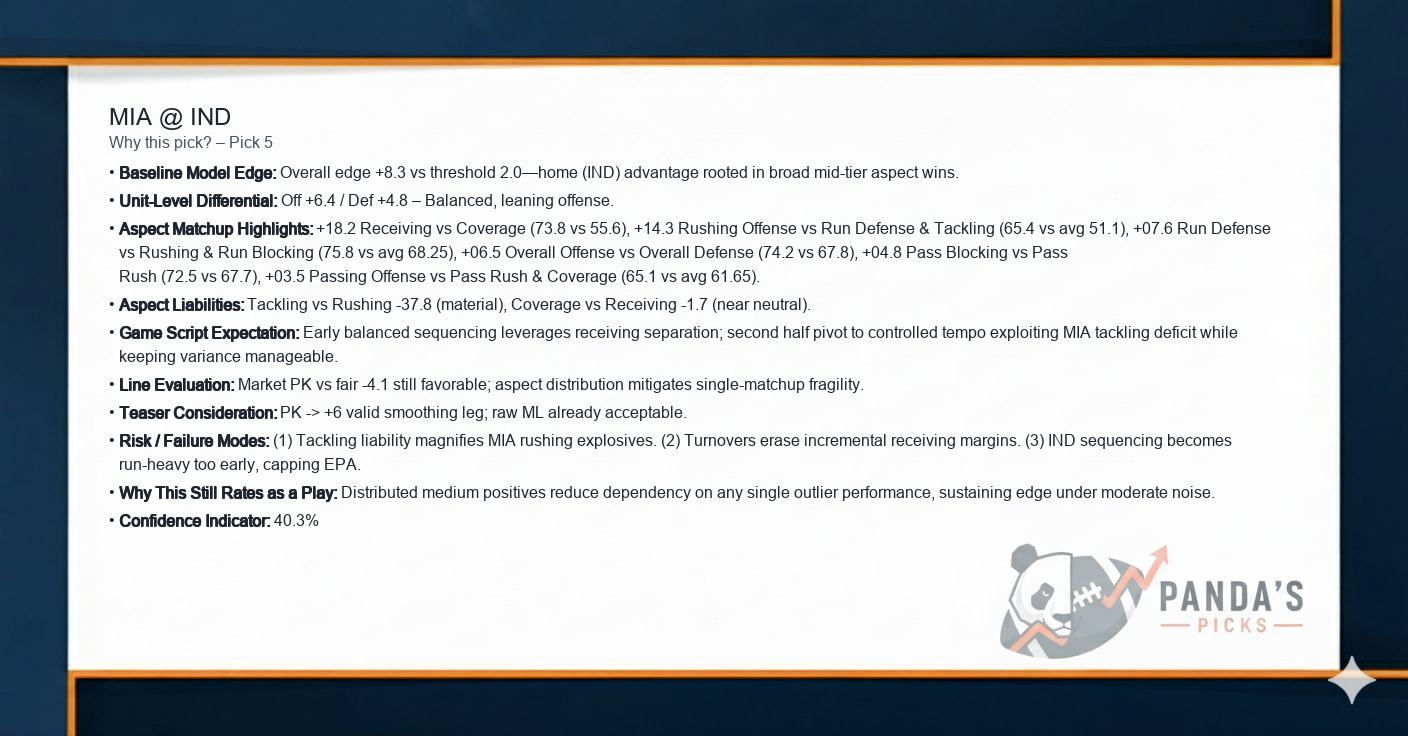 MIA @ IND
Why this pick? – Pick 5
• Baseline Model Edge: Overall edge +8.3 vs threshold 2.0—home (IND) advantage rooted in broad mid-tier aspect wins.
• Unit-Level Differential: Off +6.4 / Def +4.8 – Balanced, leaning offense.
• Aspect Matchup Highlights: +18.2 Receiving vs Coverage (73.8 vs 55.6), +14.3 Rushing Offense vs Run Defense & Tackling (65.4 vs avg 51.1), +07.6 Run Defense
vs Rushing & Run Blocking (75.8 vs avg 68.25), +06.5 Overall Offense vs Overall Defense (74.2 vs 67.8), +04.8 Pass Blocking vs Pass
Rush (72.5 vs 67.7), +03.5 Passing Offense vs Pass Rush & Coverage (65.1 vs avg 61.65).
• Aspect Liabilities: Tackling vs Rushing -37.8 (material), Coverage vs Receiving -1.7 (near neutral).
• Game Script Expectation: Early balanced sequencing leverages receiving separation; second half pivot to controlled tempo exploiting MIA tackling deficit while
keeping variance manageable.
• Line Evaluation: Market PK vs fair -4.1 still favorable; aspect distribution mitigates single-matchup fragility.
• Teaser Consideration: PK -> +6 valid smoothing leg; raw ML already acceptable.
• Risk / Failure Modes: (1) Tackling liability magnifies MIA rushing explosives. (2) Turnovers erase incremental receiving margins. (3) IND sequencing becomes
run-heavy too early, capping EPA.
• Why This Still Rates as a Play: Distributed medium positives reduce dependency on any single outlier performance, sustaining edge under moderate noise.
• Confidence Indicator: 40.3%
PANDA'S
PICKS